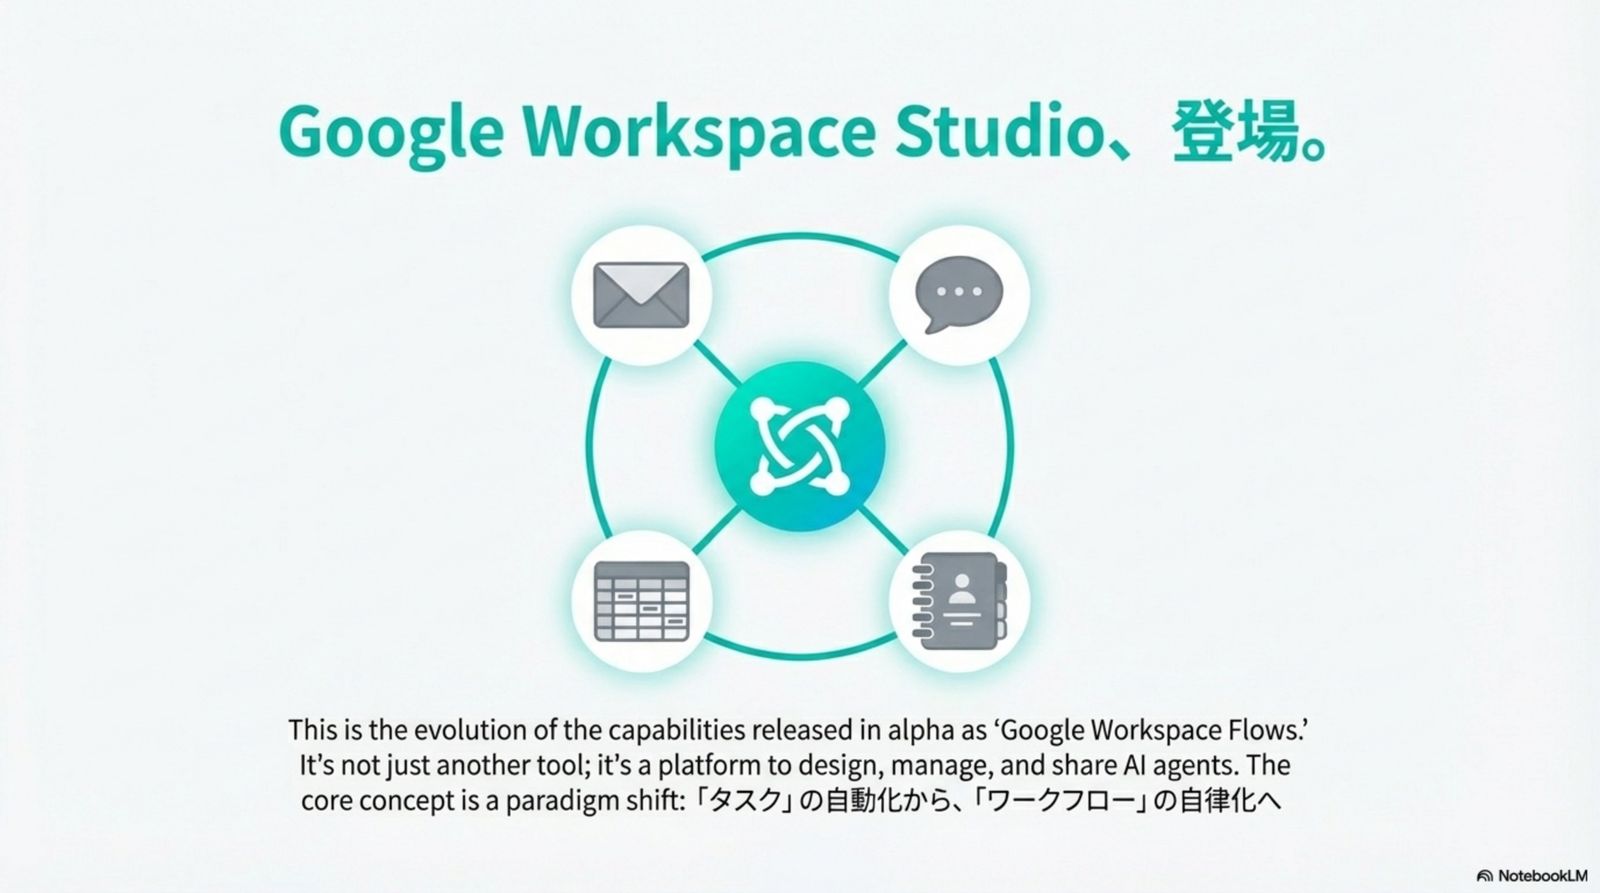 Google Workspace Studio、登場。
This is the evolution of the capabilities released in alpha as ‘Google Workspace Flows.’
It’s not just another tool; it’s a platform to design, manage, and share AI agents. The
core concept is a paradigm shift: 「タスク」の自動化から、「ワークフロー」の自律化へ
NotebookLM